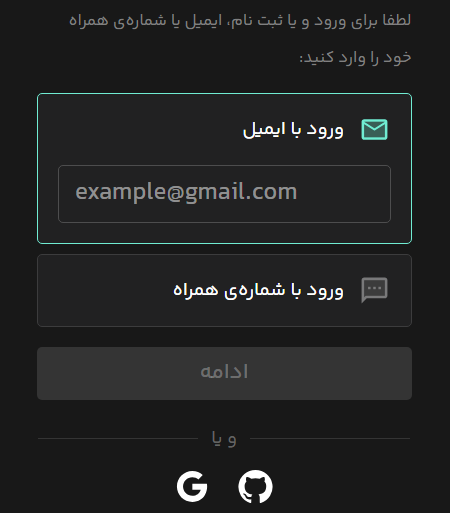 لطفا برای ورود و یا ثبت نام، ایمیل یا شماره‌ی همراه
خود را وارد کنید:
ورود با ایمیل
example@gmail.com
ورود با شماره‌ی همراه
ادامه
و یا